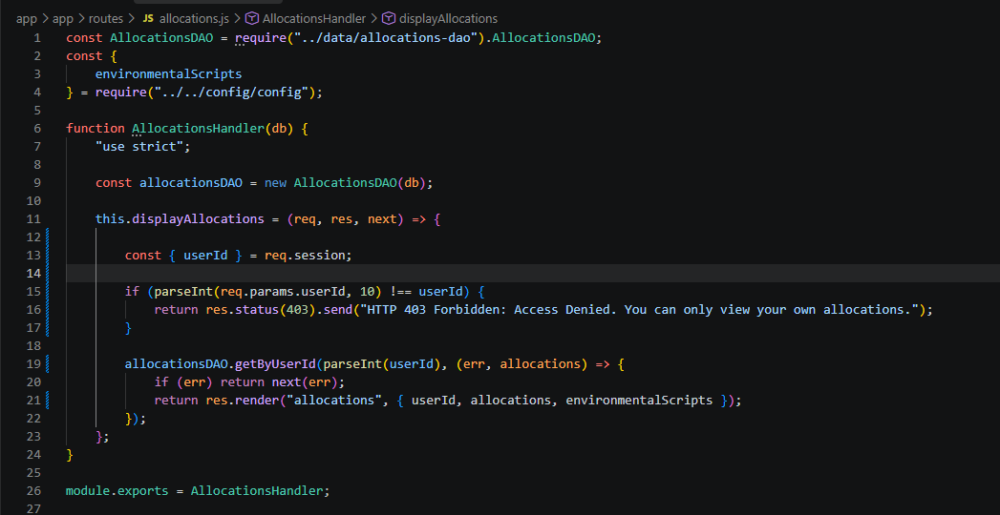 app > app > routes > JS allocations.js > AllocationsHandler > displayAllocations
1 const AllocationsDAO = require("../data/allocations-dao").AllocationsDAO;
2 const {
3     environmentalScripts
4 } = require("../../config/config");
5
6 function AllocationsHandler(db) {
7     "use strict";
8
9     const allocationsDAO = new AllocationsDAO(db);
10
11     this.displayAllocations = (req, res, next) => {
12
13         const { userId } = req.session;
14
15         if (parseInt(req.params.userId, 10) !== userId) {
16             return res.status(403).send("HTTP 403 Forbidden: Access Denied. You can only view your own allocations.");
17         }
18
19         allocationsDAO.getByUserId(parseInt(userId), (err, allocations) => {
20             if (err) return next(err);
21             return res.render("allocations", { userId, allocations, environmentalScripts });
22         });
23     };
24 }
25
26 module.exports = AllocationsHandler;
27